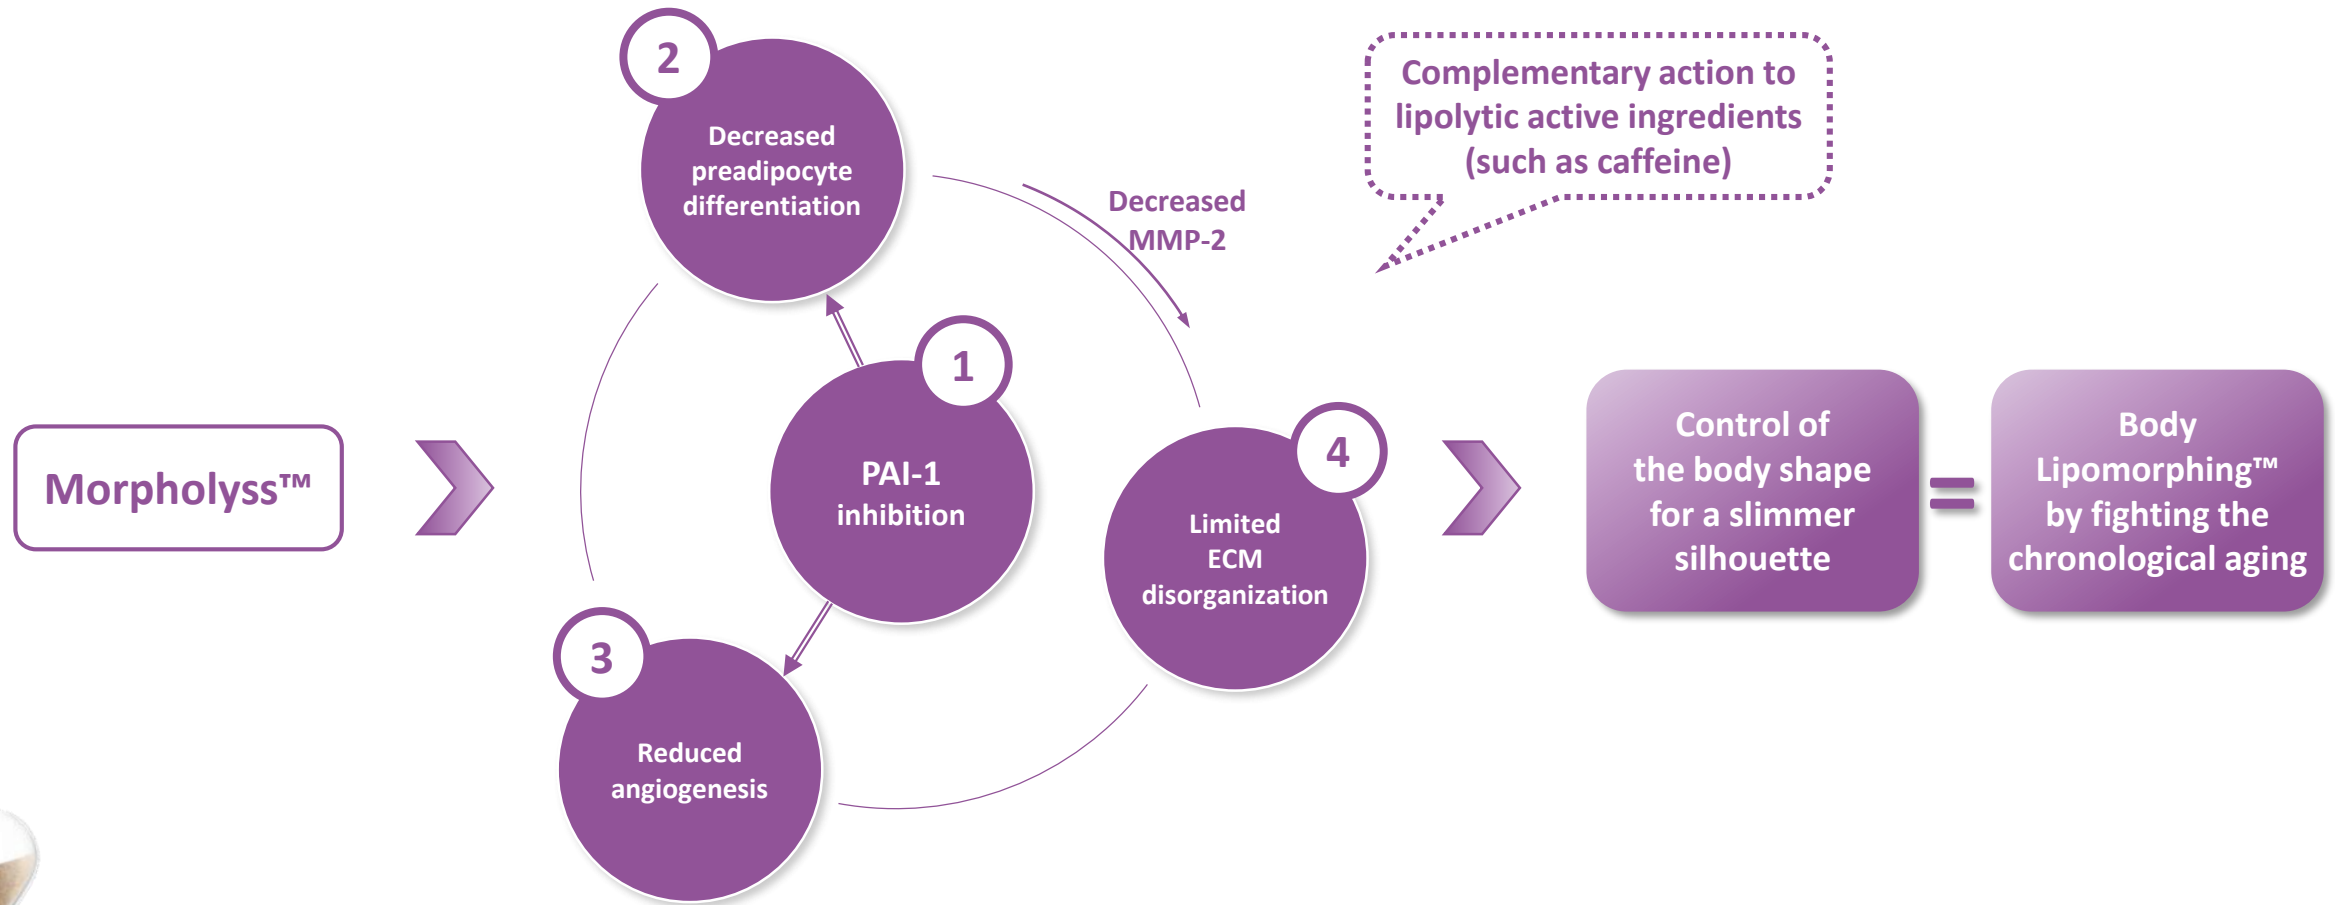 Morpholyss™
2
Decreased
preadipocyte
differentiation
1
PAI-1
inhibition
3
Reduced
angiogenesis
Decreased
MMP-2
4
Limited
ECM
disorganization
Complementary action to
lipolytic active ingredients
(such as caffeine)
Control of
the body shape
for a slimmer
silhouette
=
Body
Lipomorphing™
by fighting the
chronological aging